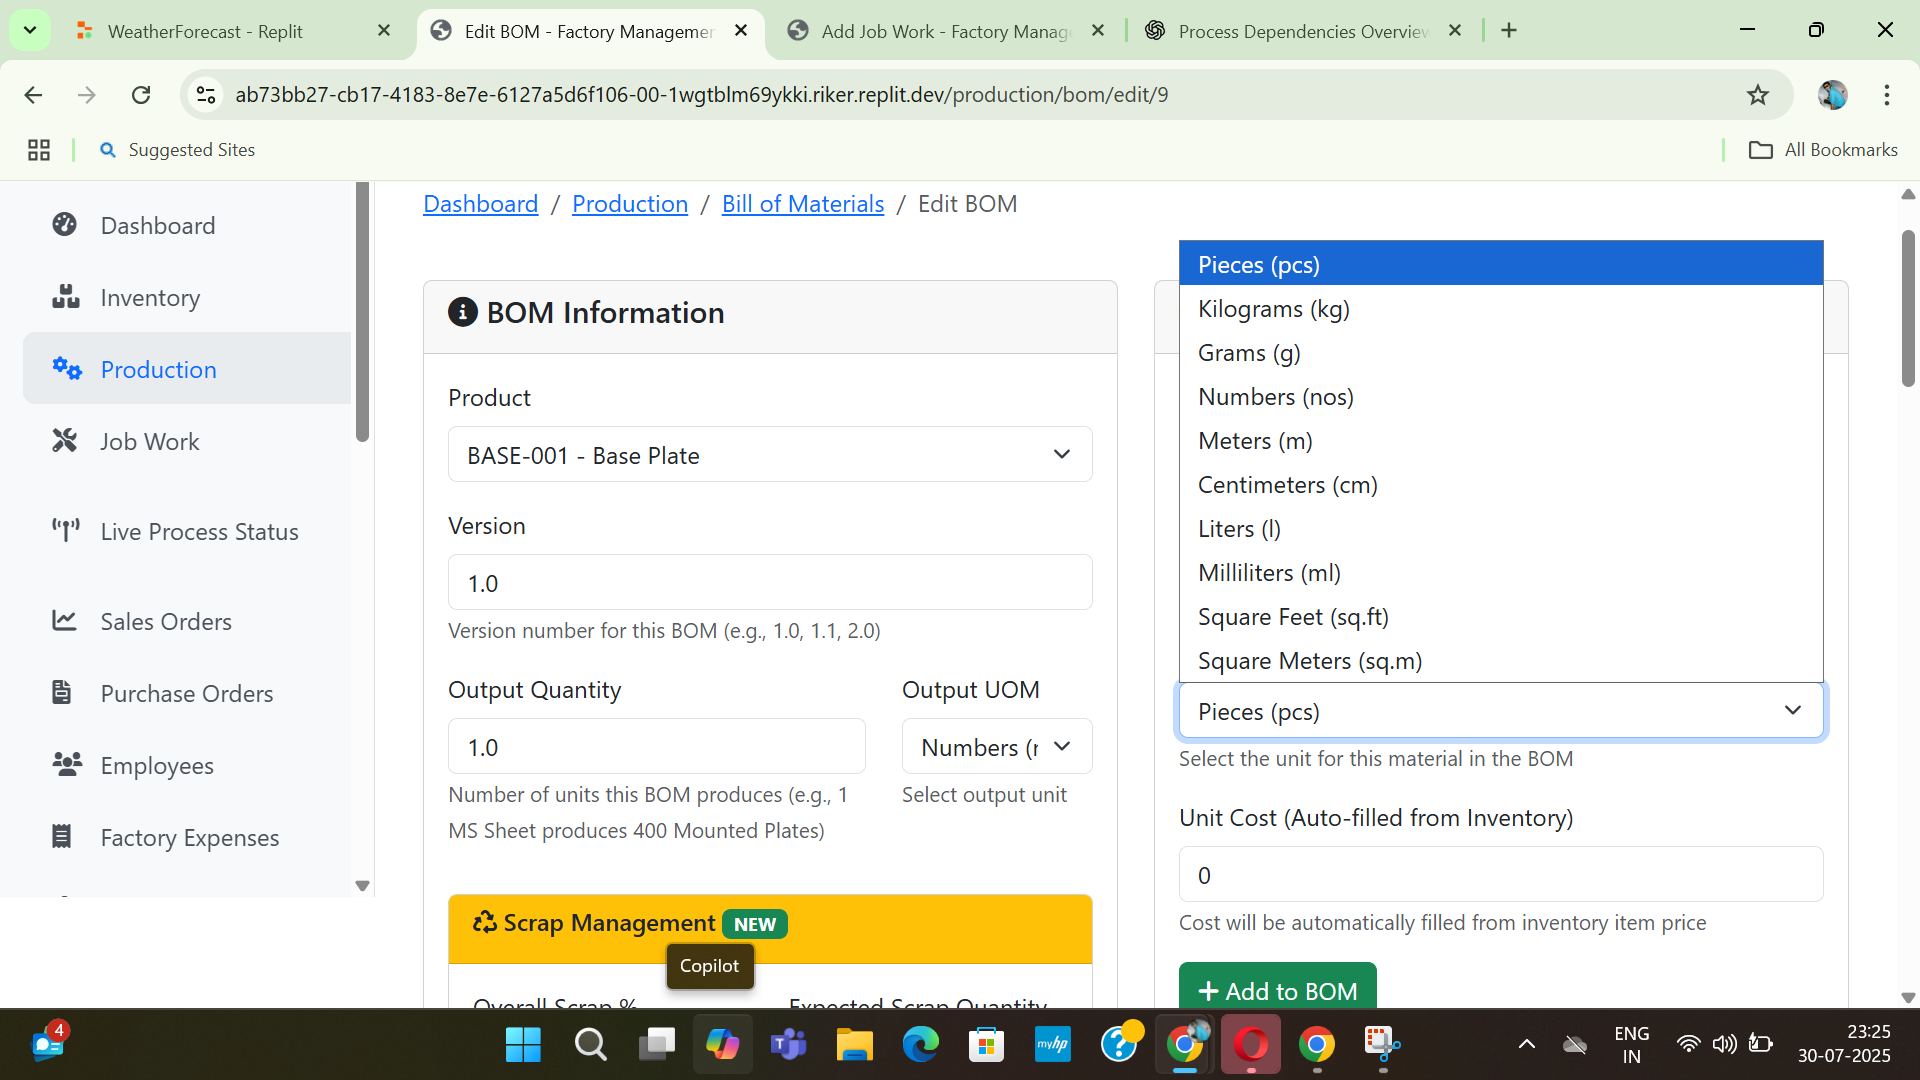 WeatherForecast - Replit
Edit BOM - Factory Managemer
Add Job Work - Factory Manage
Process Dependencies Overview
ab73bb27-cb17-4183-8e7e-6127a5d6f106-00-1wgtblm69ykki.riker.replit.dev/production/bom/edit/9
Suggested Sites
All Bookmarks
Dashboard
Inventory
Production
Job Work
Live Process Status
Sales Orders
Purchase Orders
Employees
Factory Expenses
Dashboard / Production / Bill of Materials / Edit BOM
BOM Information
Product
BASE-001 - Base Plate
Version
1.0
Version number for this BOM (e.g., 1.0, 1.1, 2.0)
Output Quantity
1.0
Number of units this BOM produces (e.g., 1
MS Sheet produces 400 Mounted Plates)
Output UOM
Numbers (r
Select output unit
Scrap Management NEW
Copilot
Overall Scrap %
Expected Scrap Quantity
Pieces (pcs)
Kilograms (kg)
Grams (g)
Numbers (nos)
Meters (m)
Centimeters (cm)
Liters (l)
Milliliters (ml)
Square Feet (sq.ft)
Square Meters (sq.m)
Pieces (pcs)
Select the unit for this material in the BOM
Unit Cost (Auto-filled from Inventory)
0
Cost will be automatically filled from inventory item price
+ Add to BOM
4
myhp
ENG
IN
23:25
30-07-2025